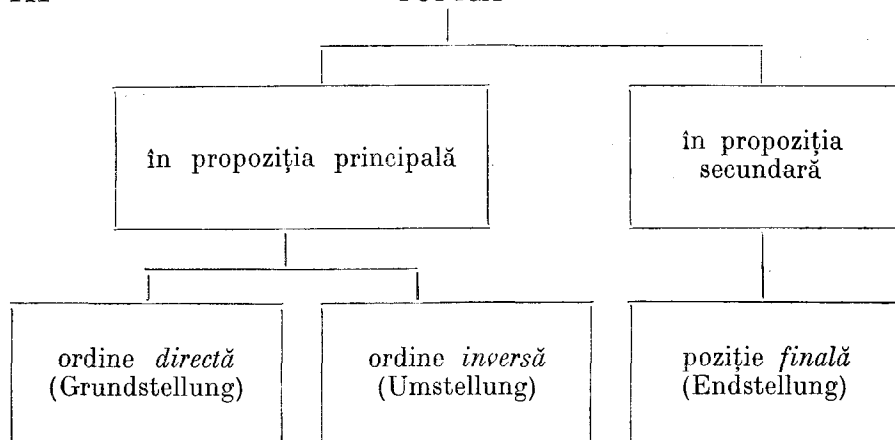 în propoziția principală
în propoziția
secundară
ordine directă
(Grundstellung)
ordine inversă
(Umstellung)
poziție finală
(Endstellung)